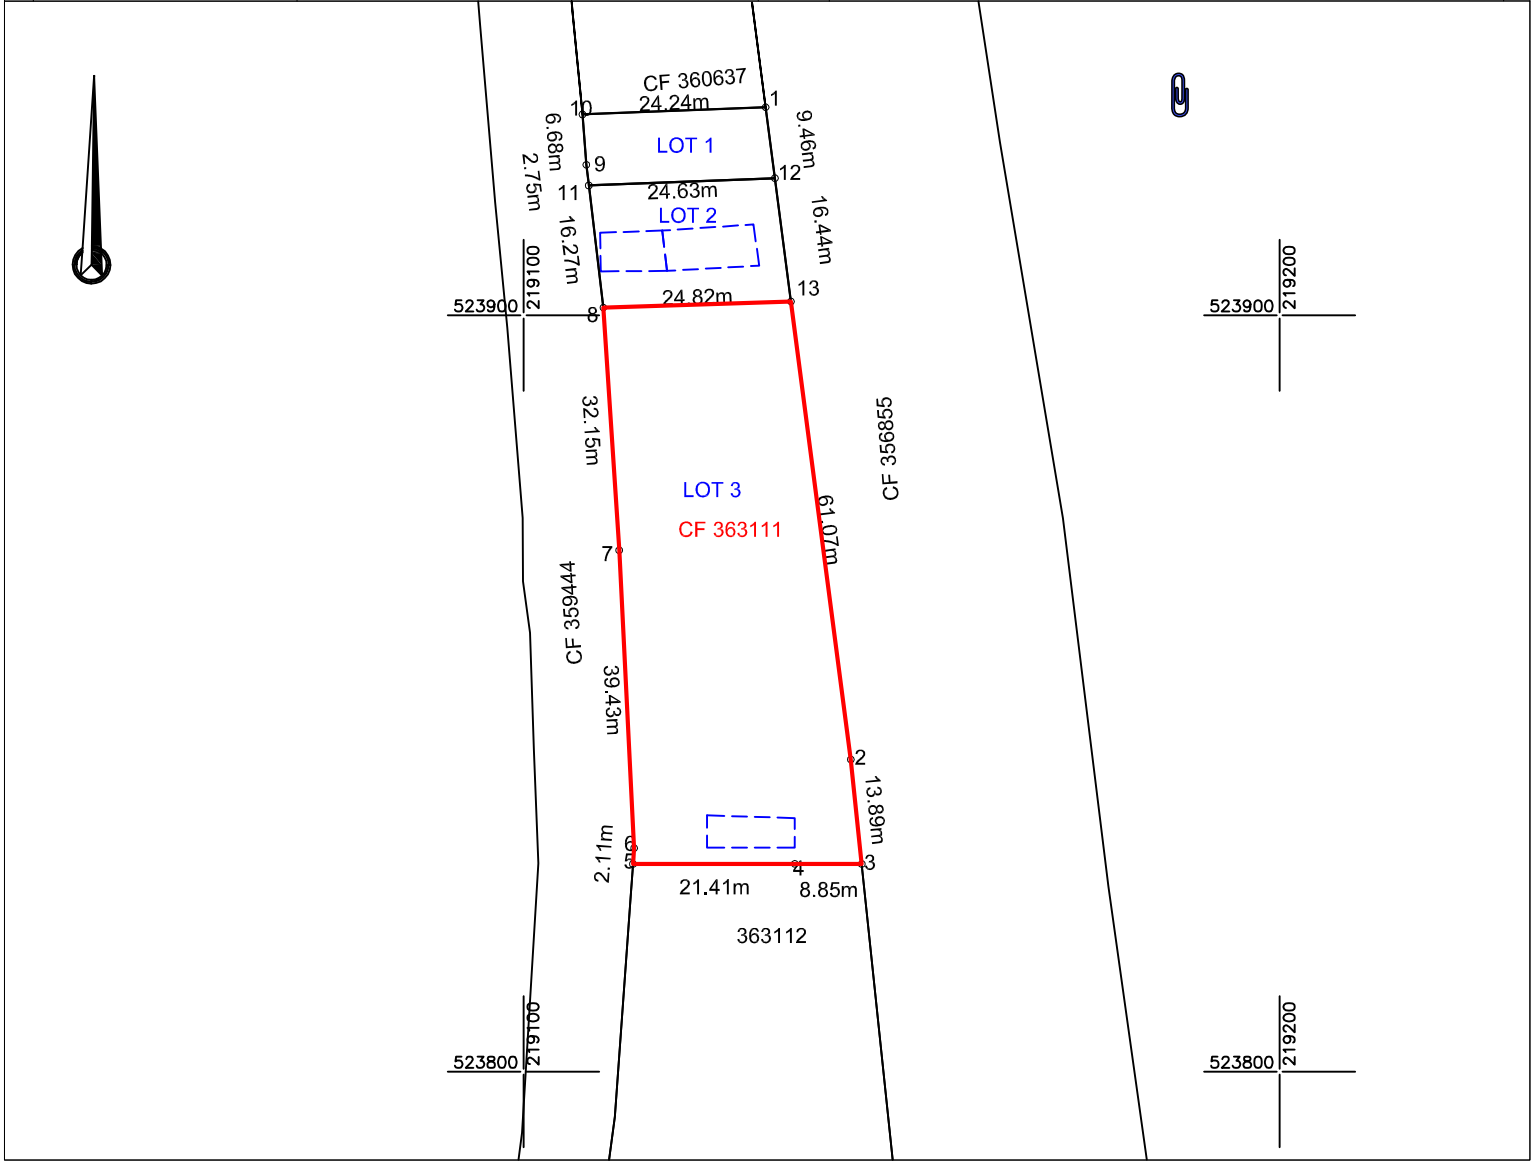 CF 360637
10
24.24m
1
6.68m
LOT 1
9.46m
9
2.75m
12
11
24.63m
LOT 2
16.27m
16.44m
219100
219200
13
24.82m
523900
8
523900
32.15m
CF 356855
LOT 3
61.07m
CF 363111
7
CF 359444
39.43m
2
13.89m
2.11m
6
5
4
3
21.41m
8.85m
363112
219100
219200
523800
523800